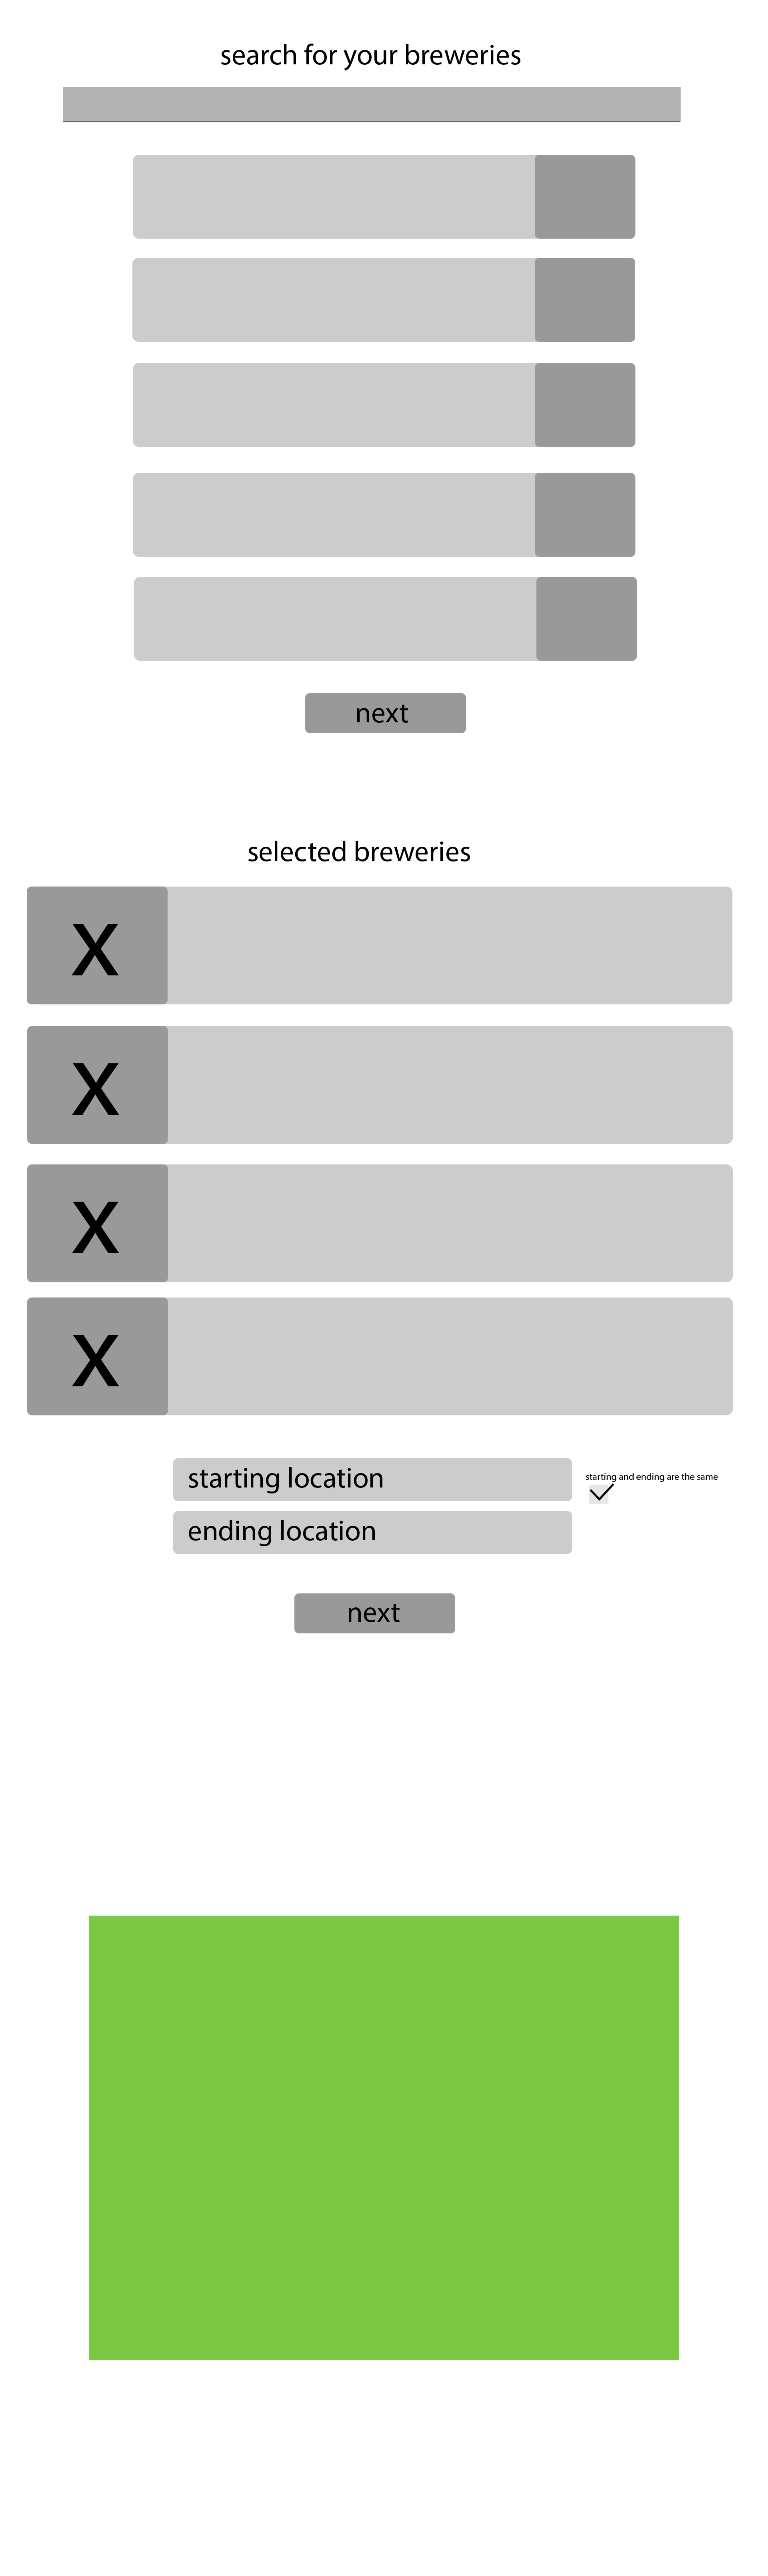 search for your breweries
next
selected breweries
X
X
X
X
starting location
starting and ending are the same
ending location
next